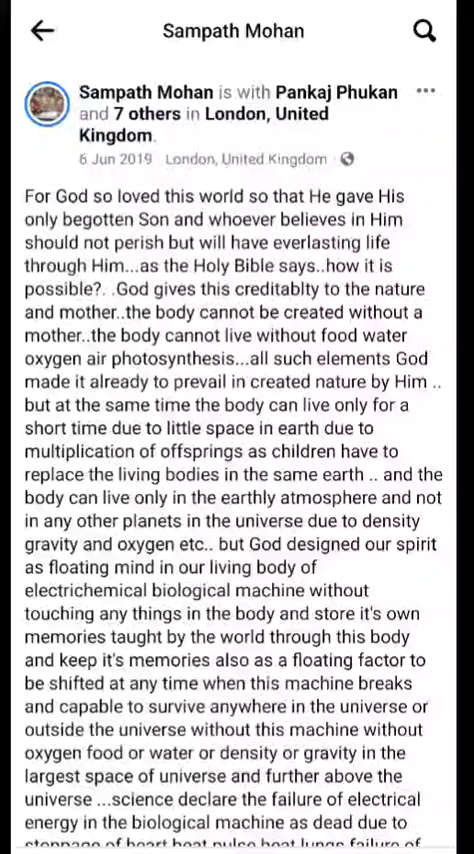 Sampath Mohan
Sampath Mohan is with Pankaj Phukan
and 7 others in London, United
Kingdom.
6 Jun 2019 London, United Kingdom
For God so loved this world so that He gave His
only begotten Son and whoever believes in Him
should not perish but will have everlasting life
through Him...as the Holy Bible says..how it is
possible?. .God gives this creditablty to the nature
and mother..the body cannot be created without a
mother..the body cannot live without food water
oxygen air photosynthesis...all such elements God
made it already to prevail in created nature by Him ..
but at the same time the body can live only for a
short time due to little space in earth due to
multiplication of offsprings as children have to
replace the living bodies in the same earth .. and the
body can live only in the earthly atmosphere and not
in any other planets in the universe due to density
gravity and oxygen etc.. but God designed our spirit
as floating mind in our living body of
electrichemical biological machine without
touching any things in the body and store it's own
memories taught by the world through this body
and keep it's memories also as a floating factor to
be shifted at any time when this machine breaks
and capable to survive anywhere in the universe or
outside the universe without this machine without
oxygen food or water or density or gravity in the
largest space of universe and further above the
universe ...science declare the failure of electrical
energy in the biological machine as dead due to
stoppage of heart beat pulse beat lungs failure of